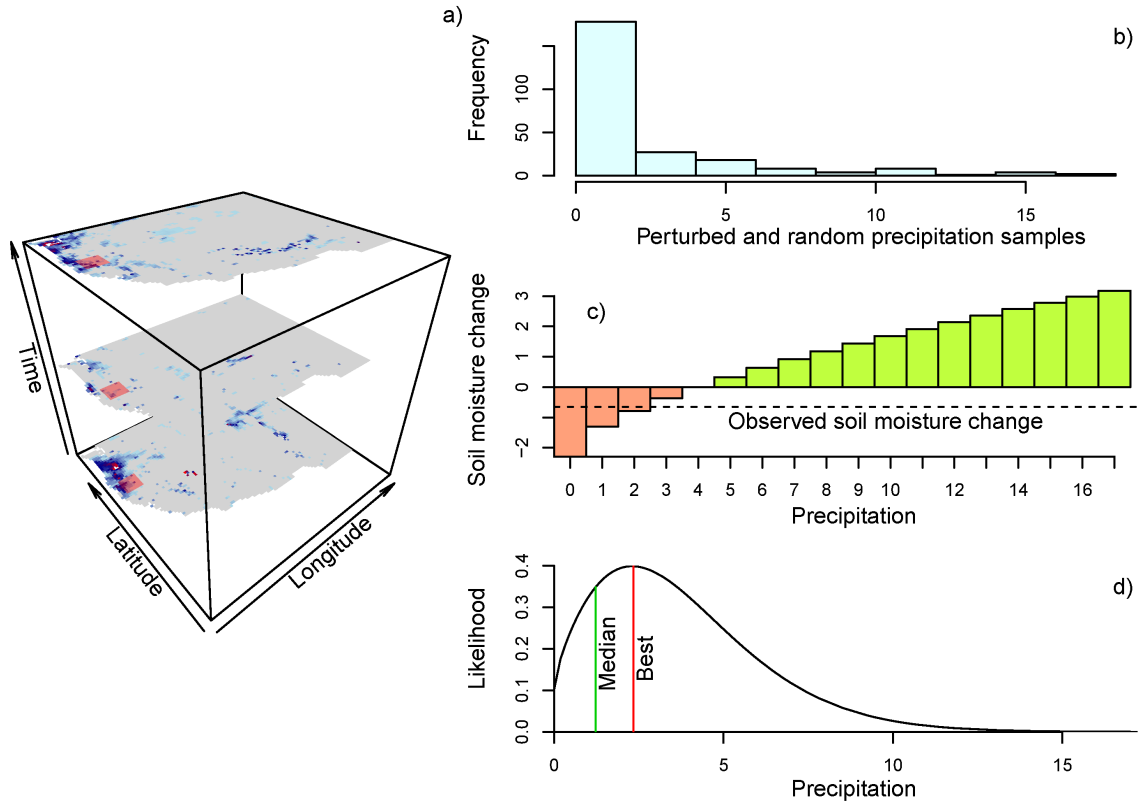 a)
Time
Latitude
Longitude
b)
Frequency
100
50
0
0 5 10 15
Perturbed and random precipitation samples
c)
Soil moisture change
3
2
1
0
−2
Observed soil moisture change
0 1 2 3 4 5 6 7 8 9 10 12 14 16
Precipitation
d)
Likelihood
0.4
0.3
0.2
0.1
0.0
Median
Best
0 5 10 15
Precipitation